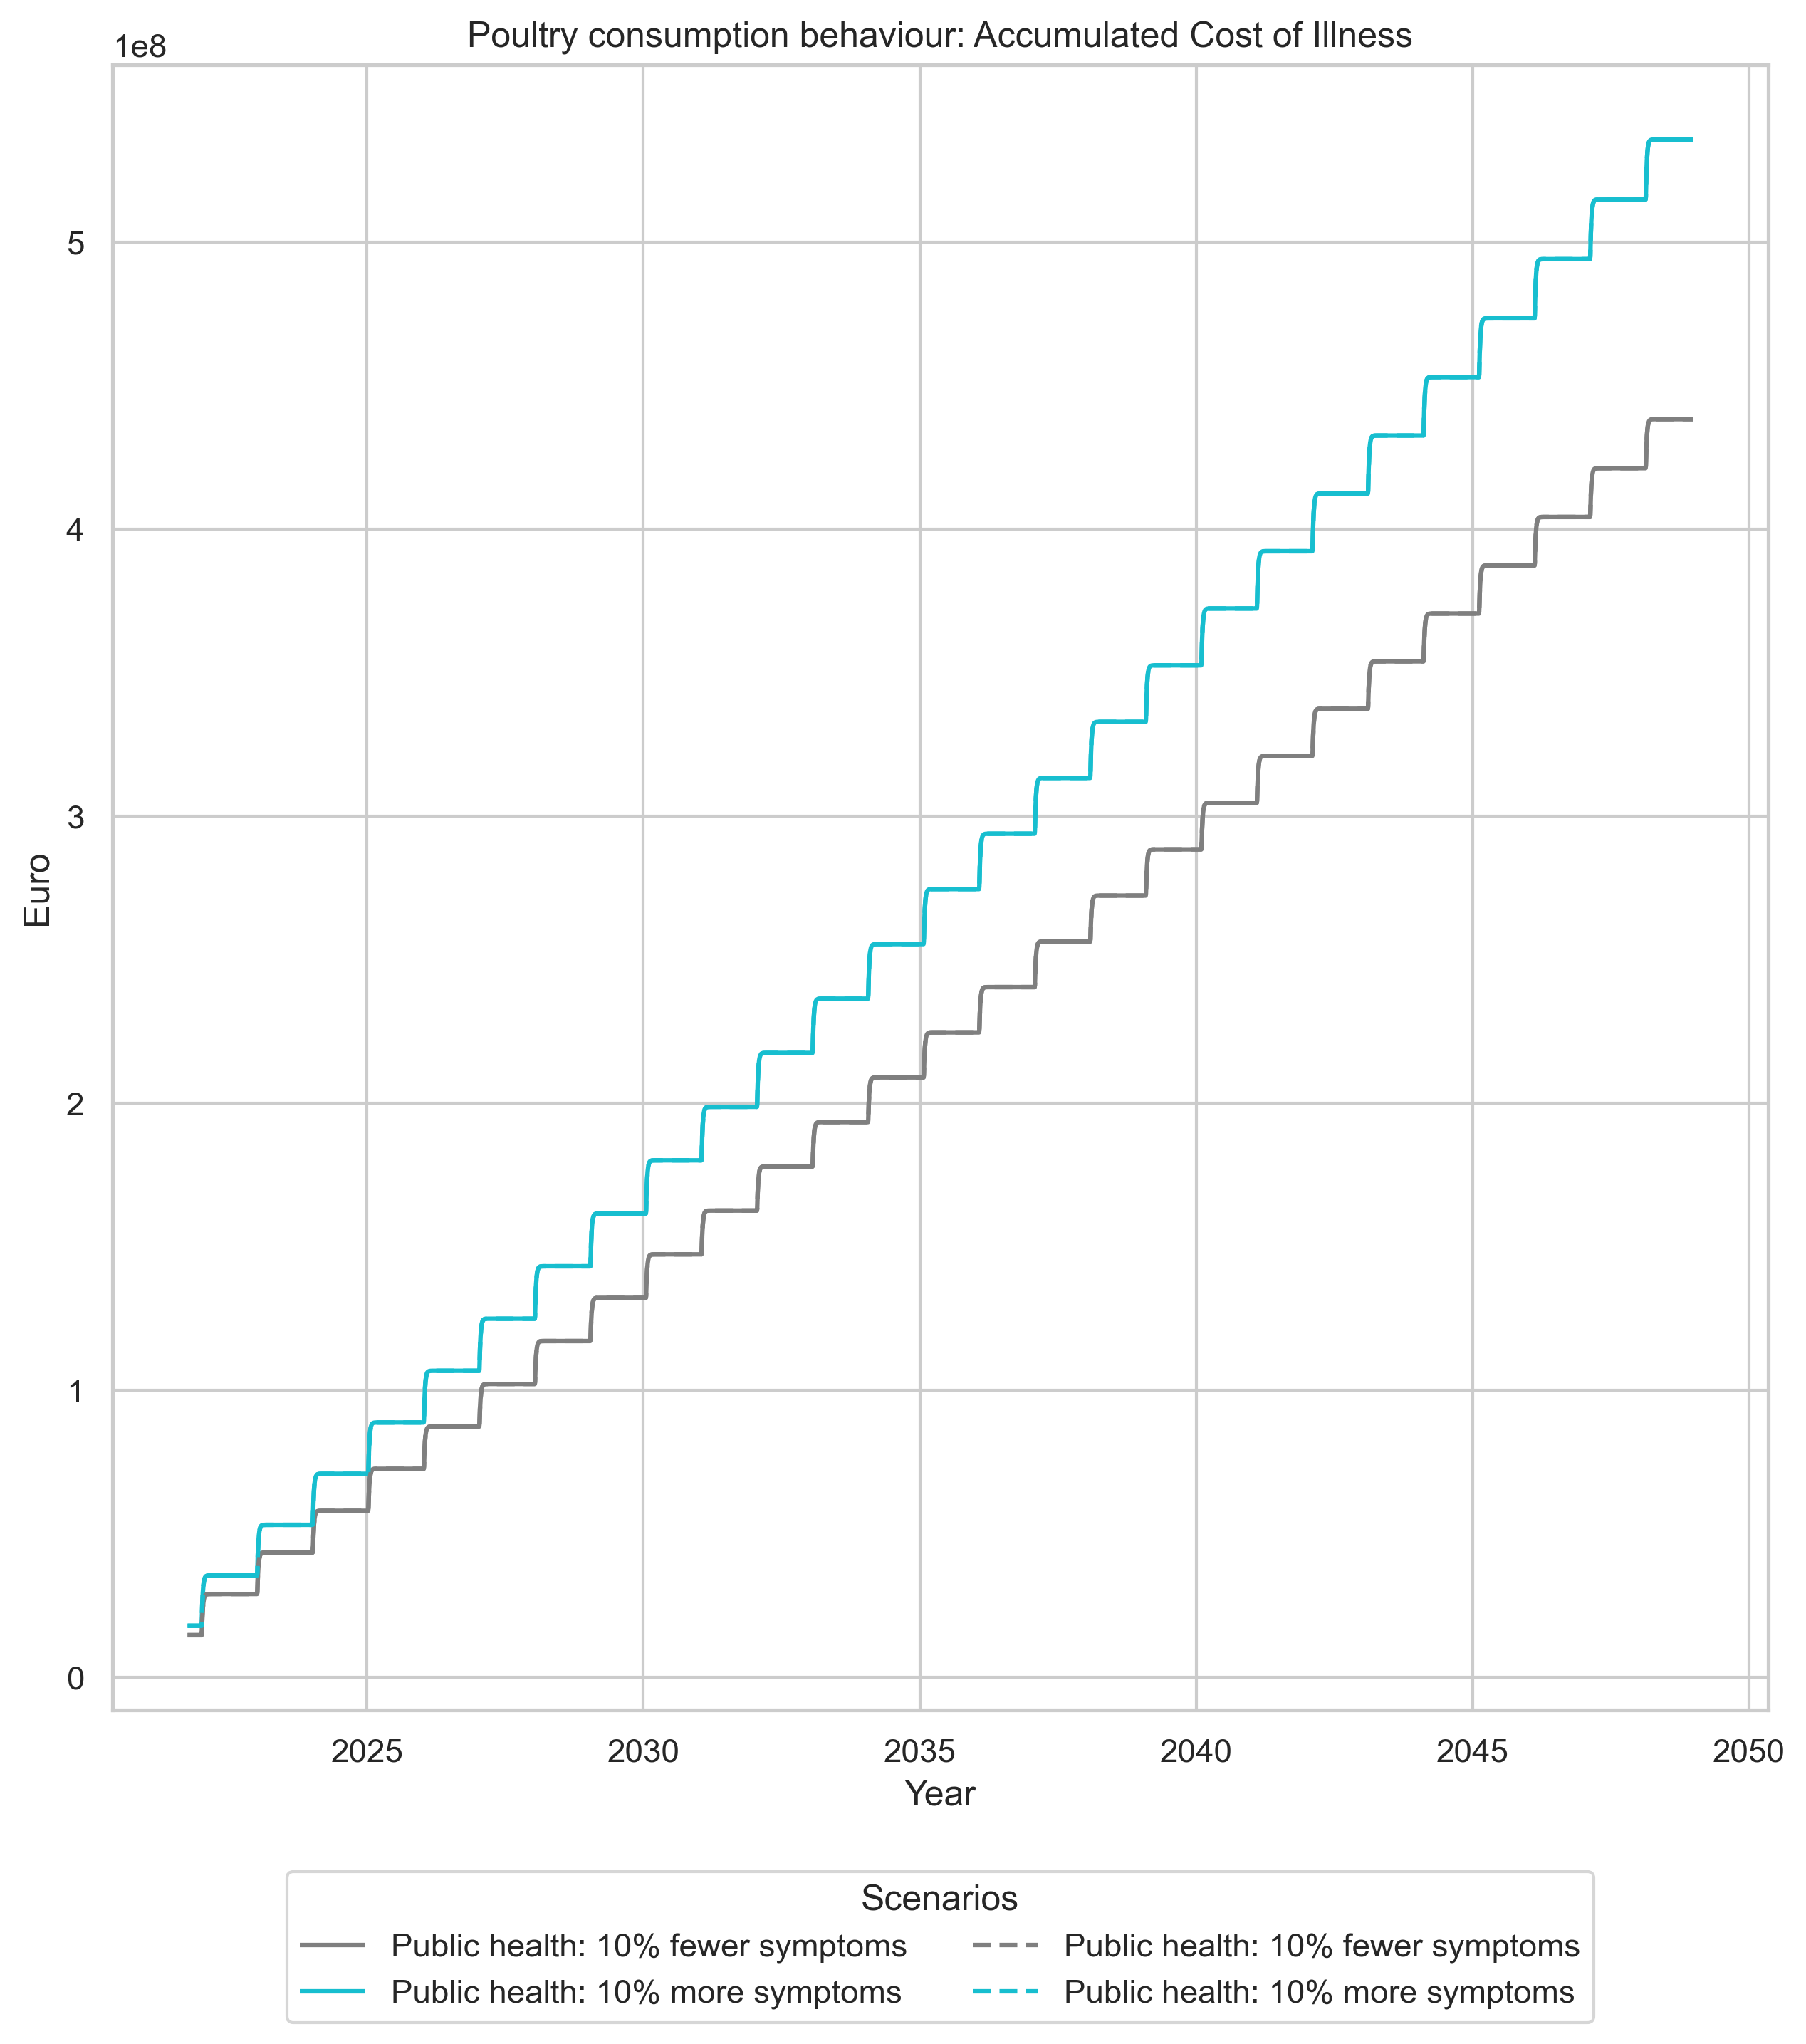 Poultry consumption behaviour: Accumulated Cost of Illness
1e8
5
4
3
2
1
0
Euro
2025 2030 2035 2040 2045 2050
Year
Scenarios
Public health: 10% fewer symptoms Public health: 10% fewer symptoms
Public health: 10% more symptoms Public health: 10% more symptoms